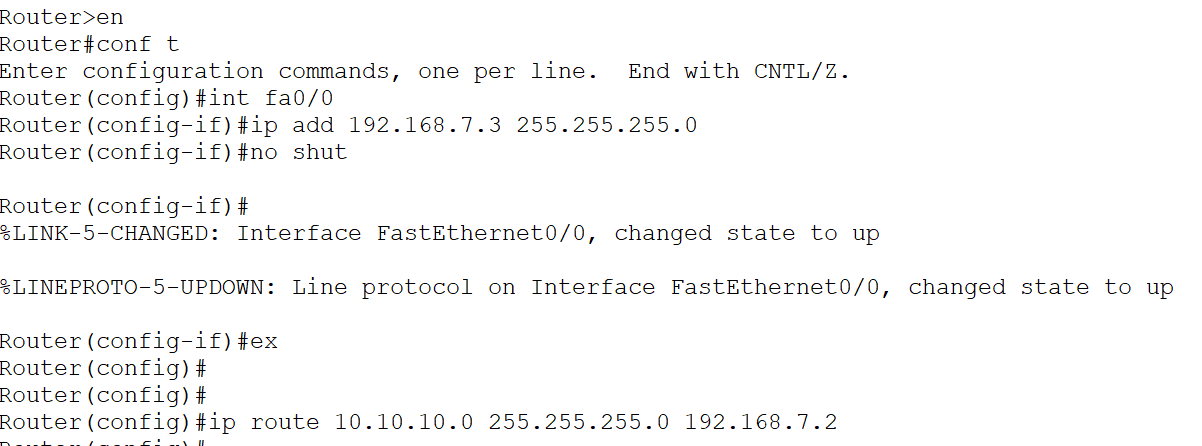 Router>en
Router#conf t
Enter configuration commands, one per line.  End with CNTL/Z.
Router(config)#int fa0/0
Router(config-if)#ip add 192.168.7.3 255.255.255.0
Router(config-if)#no shut
Router(config-if)#
%LINK-5-CHANGED: Interface FastEthernet0/0, changed state to up
%LINEPROTO-5-UPDOWN: Line protocol on Interface FastEthernet0/0, changed state to up
Router(config-if)#ex
Router(config)#
Router(config)#
Router(config)#ip route 10.10.10.0 255.255.255.0 192.168.7.2